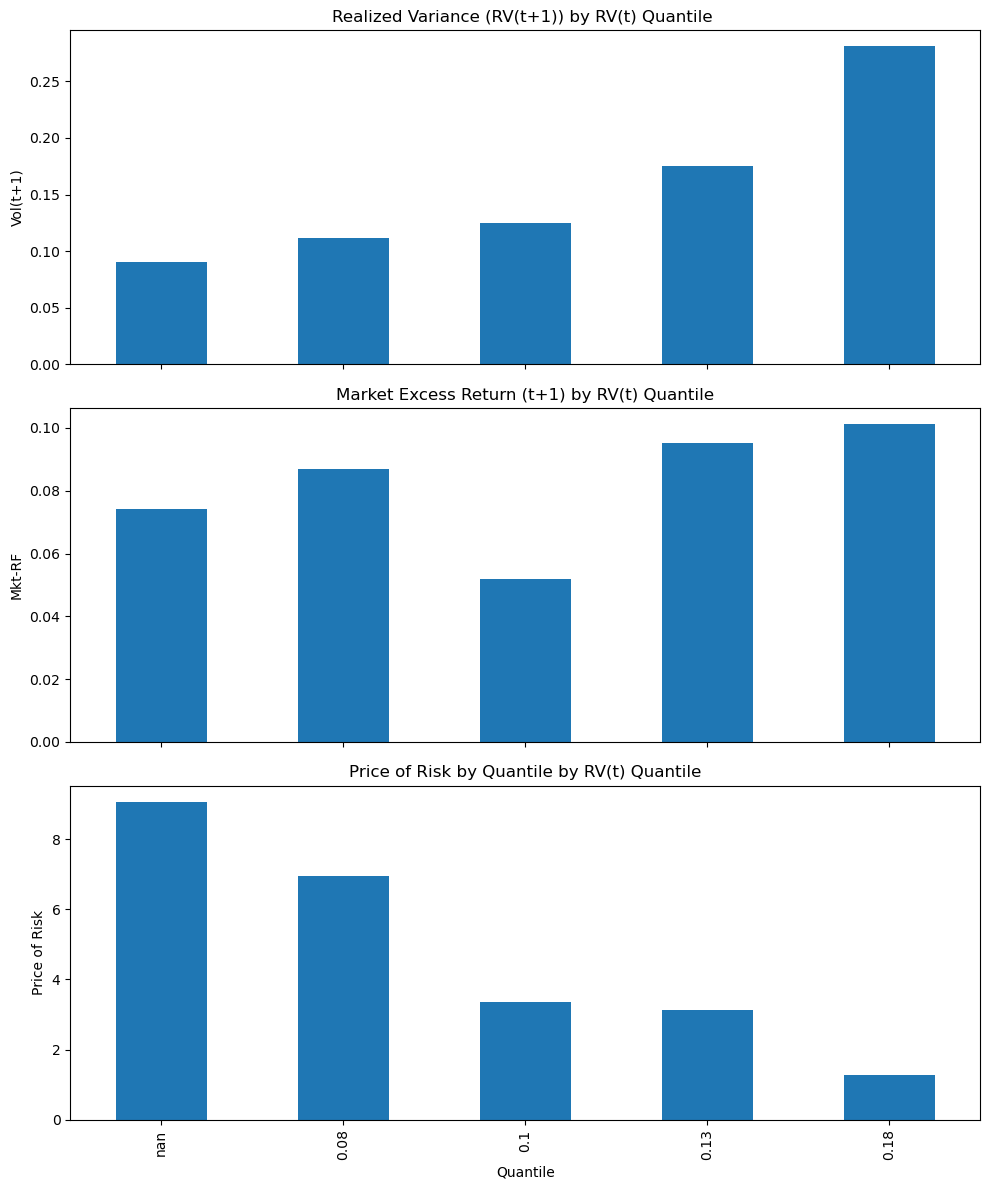 Realized Variance (RV(t+1)) by RV(t) Quantile
Vol(t+1)
0.25
0.20
0.15
0.10
0.05
0.00
Market Excess Return (t+1) by RV(t) Quantile
Mkt-RF
0.10
0.08
0.06
0.04
0.02
0.00
Price of Risk by Quantile by RV(t) Quantile
Price of Risk
8
6
4
2
0
nan
0.08
0.1
0.13
0.18
Quantile